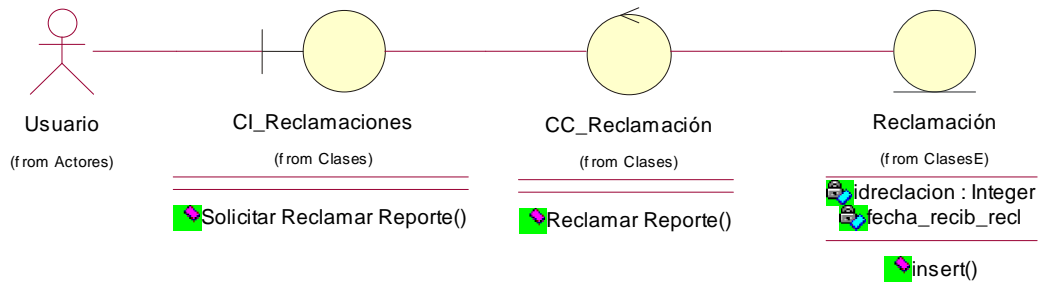 Usuario
(from Actores)
CI_Reclamaciones
(from Clases)
Solicitar Reclamar Reporte()
CC_Reclamación
(from Clases)
Reclamar Reporte()
Reclamación
(from ClasesE)
idreclacion : Integer
fecha_recib_recl
insert()